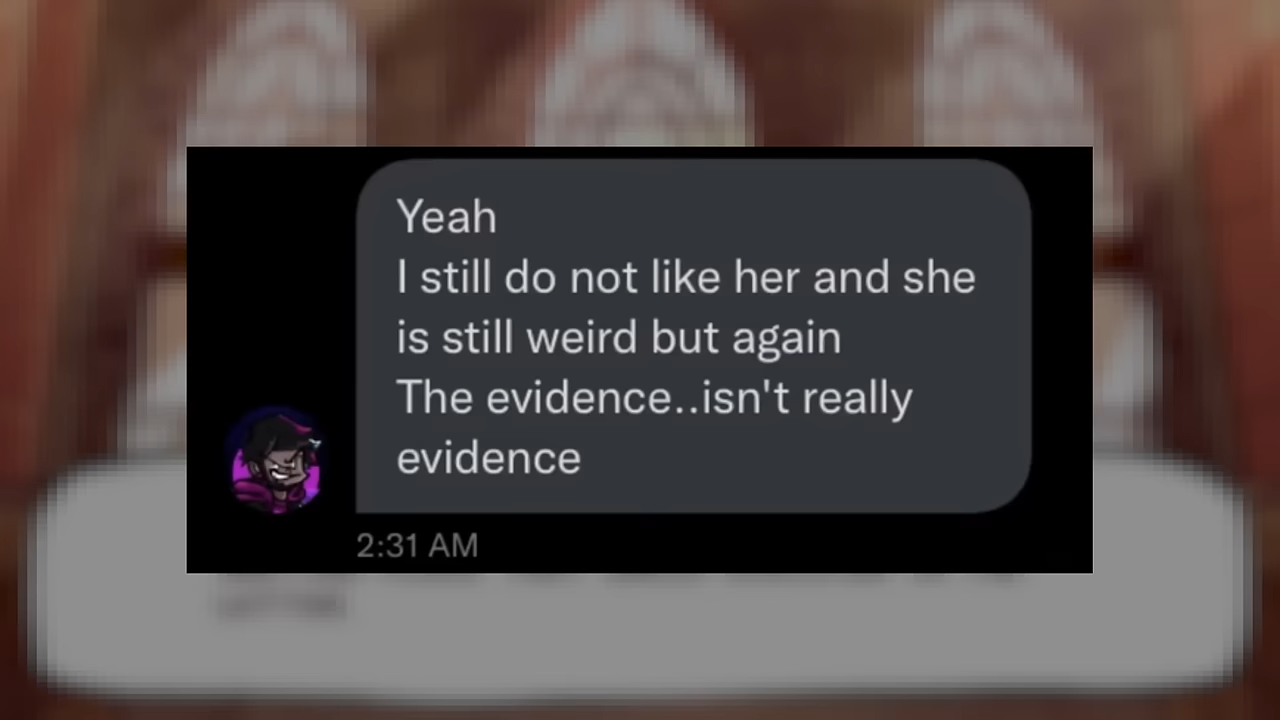 Yeah
I still do not like her and she
is still weird but again
The evidence..isn't really
evidence
2:31 AM